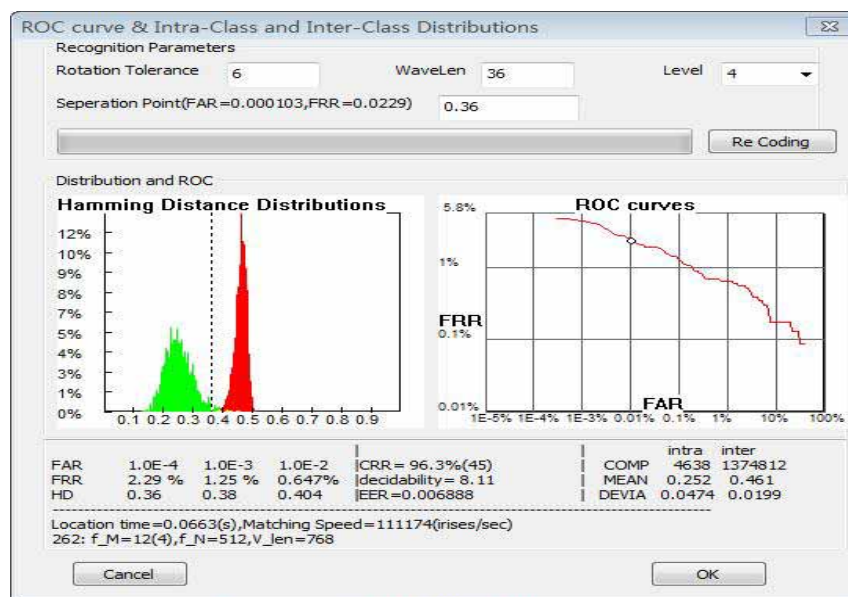 ROC curve & Intra-Class and Inter-Class Distributions
Recognition Parameters
Rotation Tolerance 6 WaveLen 36 Level 4
Seperation Point(FAR=0.000103,FRR=0.0229) 0.36
Re Coding
Distribution and ROC
Hamming Distance Distributions
12%
10%
9%
8%
7%
5%
4%
3%
1%
0%
0.1 0.2 0.3 0.4 0.5 0.6 0.7 0.8 0.9
ROC curves
5.8%
1%
FRR
0.1%
0.01%
FAR
1E-5% 1E-4% 1E-3% 0.01% 0.1% 1% 10% 100%
| | intra inter
FAR 1.0E-4 1.0E-3 1.0E-2 |CRR= 96.3%(45) | COMP 4638 1374812
FRR 2.29 % 1.25 % 0.647% |decidability= 8.11 | MEAN 0.252 0.461
HD 0.36 0.38 0.404 |EER=0.006888 | DEVIA 0.0474 0.0199
Location time=0.0663(s),Matching Speed=111174(irises/sec)
262: f_M=12(4),f_N=512,V_len=768
Cancel OK